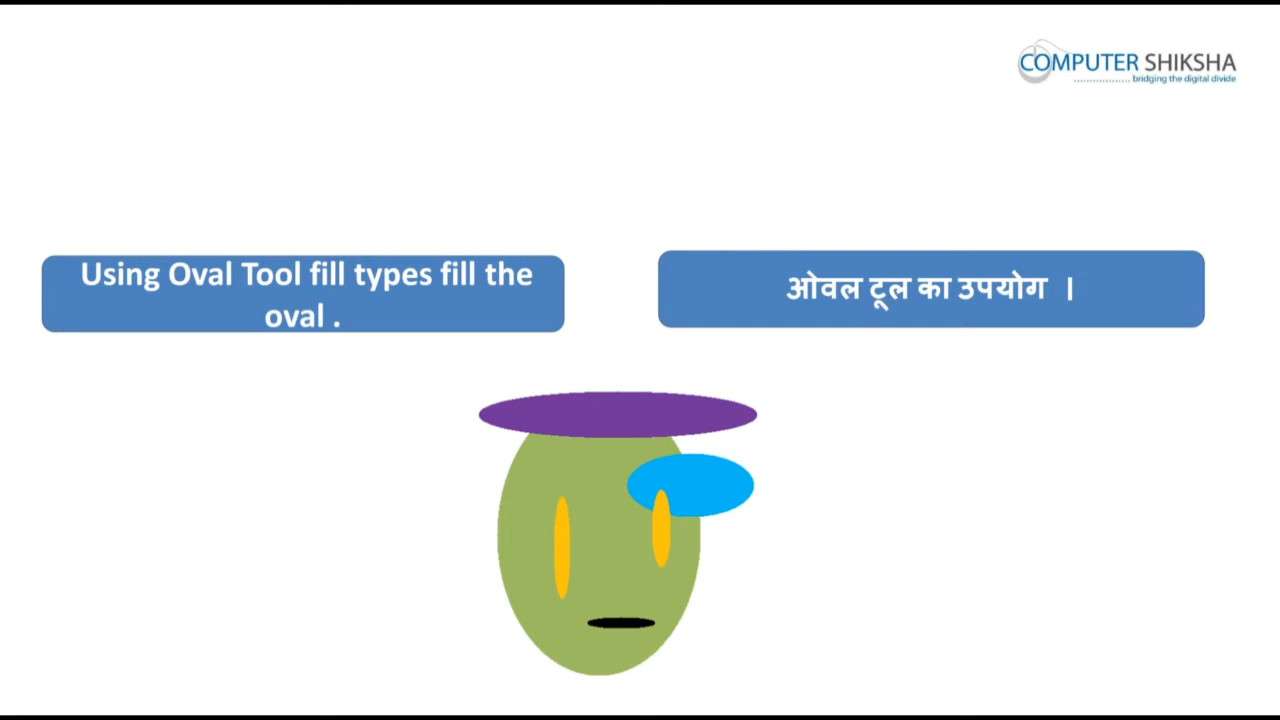 COMPUTER SHIKSHA
bridging the digital divide
Using Oval Tool fill types fill the
oval .
ओवल टूल का उपयोग ।